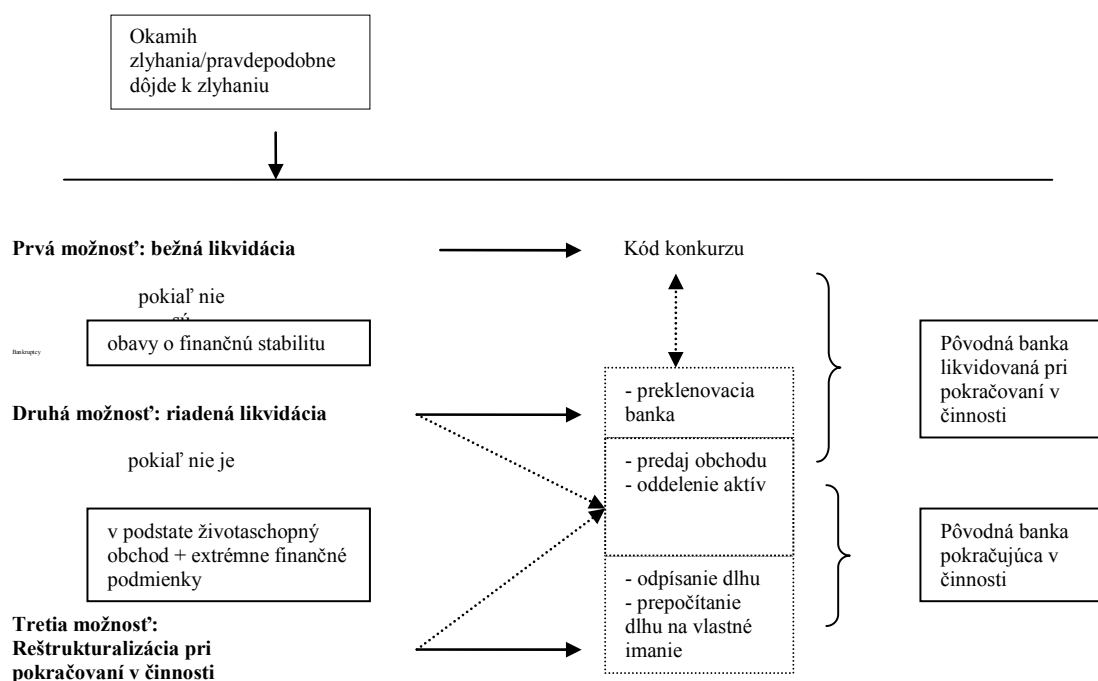 Okamih
zlyhania/pravdepodobne
dôjde k zlyhaniu
Prvá možnosť: bežná likvidácia
Kód konkurzu
pokiaľ nie
sú
obavy o finančnú stabilitu
Bankruptcy
Pôvodná banka
likvidovaná pri
pokračovaní v
činnosti
- preklenovacia
banka
Druhá možnosť: riadená likvidácia
pokiaľ nie je
- predaj obchodu
- oddelenie aktív
v podstate životaschopný
obchod + extrémne finančné
podmienky
Pôvodná banka
pokračujúca v
činnosti
- odpísanie dlhu
- prepočítanie
dlhu na vlastné
imanie
Tretia možnosť:
Reštrukturalizácia pri
pokračovaní v činnosti